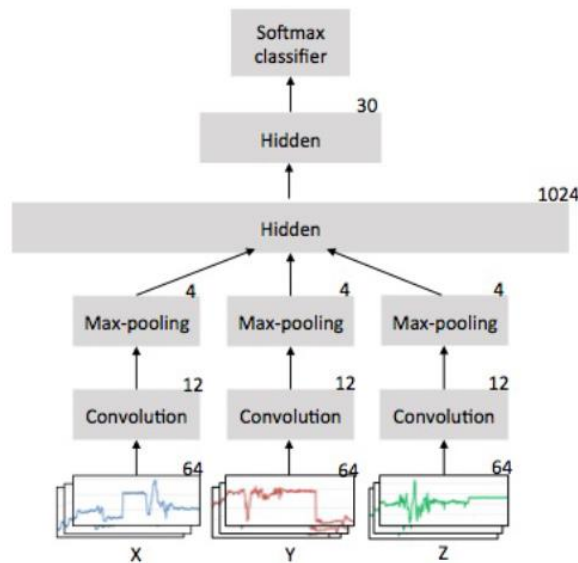 Softmax
classifier
30
Hidden
1024
Hidden
4 4 4
Max-pooling Max-pooling Max-pooling
12 12 12
Convolution Convolution Convolution
64 64 64
X Y Z